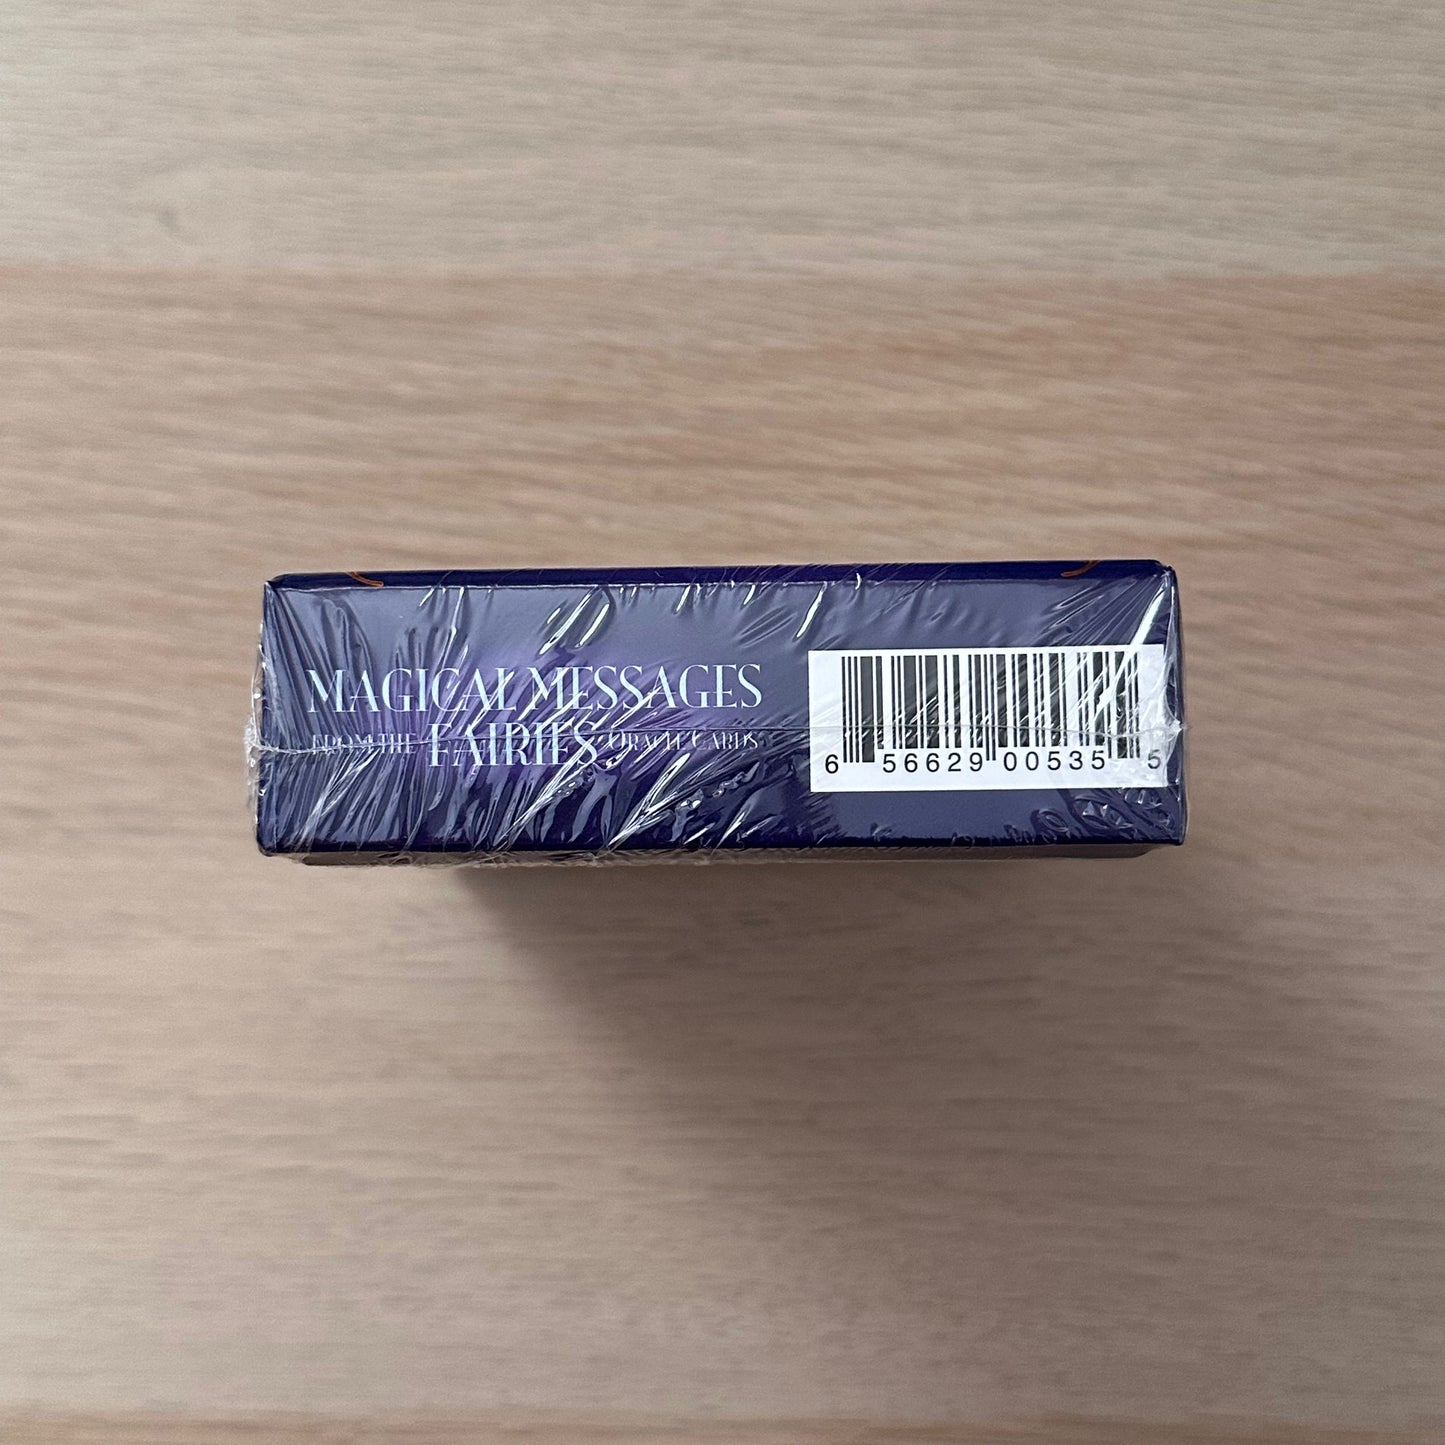 MAGICAL MESSAGES
FROM THE FAIRIES ORACLE CARDS
6 56629 00535 5